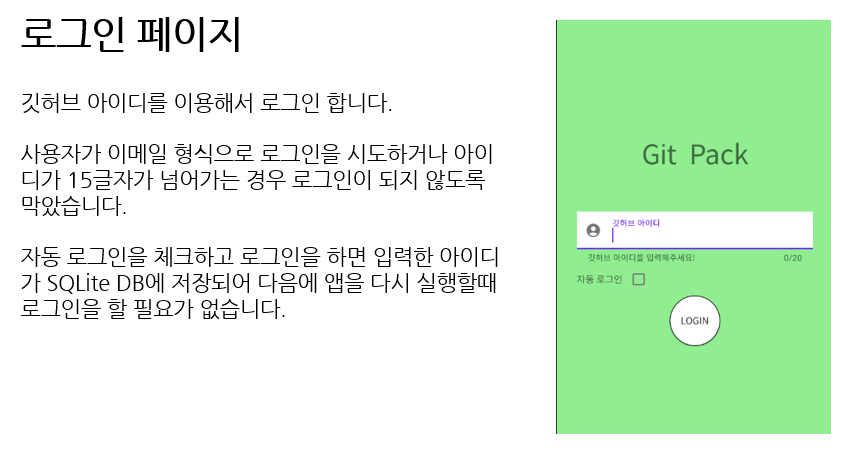 로그인 페이지
깃허브 아이디를 이용해서 로그인 합니다.
사용자가 이메일 형식으로 로그인을 시도하거나 아이
디가 15글자가 넘어가는 경우 로그인이 되지 않도록
막았습니다.
자동 로그인을 체크하고 로그인을 하면 입력한 아이디
가 SQLite DB에 저장되어 다음에 앱을 다시 실행할때
로그인을 할 필요가 없습니다.
Git Pack
깃허브 아이디
깃허브 아이디를 입력해주세요! 0/20
자동 로그인
LOGIN